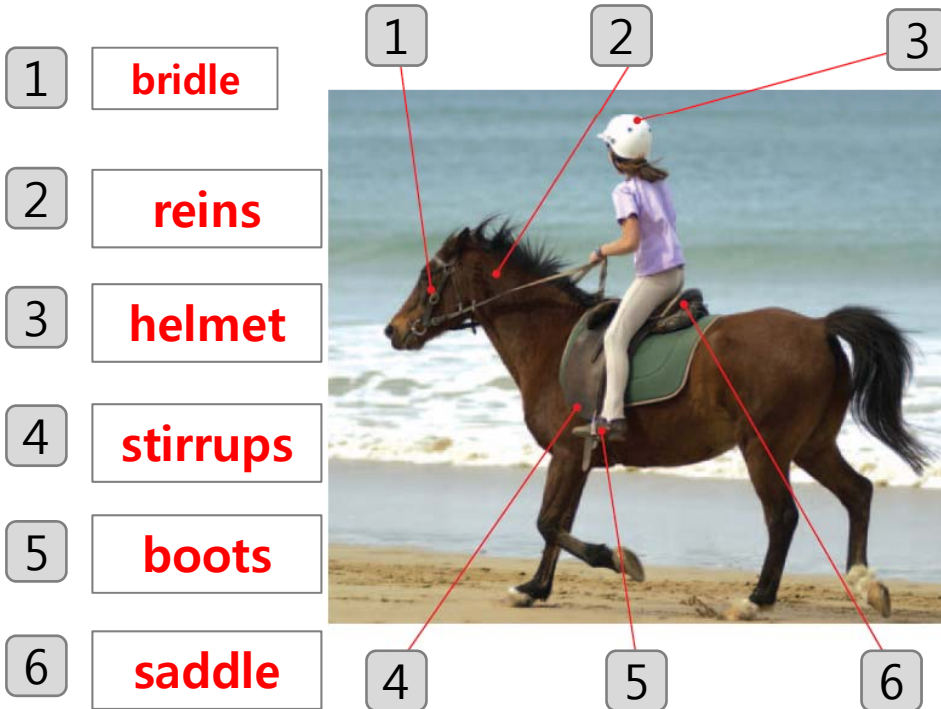 1 bridle
2 reins
3 helmet
4 stirrups
5 boots
6 saddle
1 2 3
4 5 6